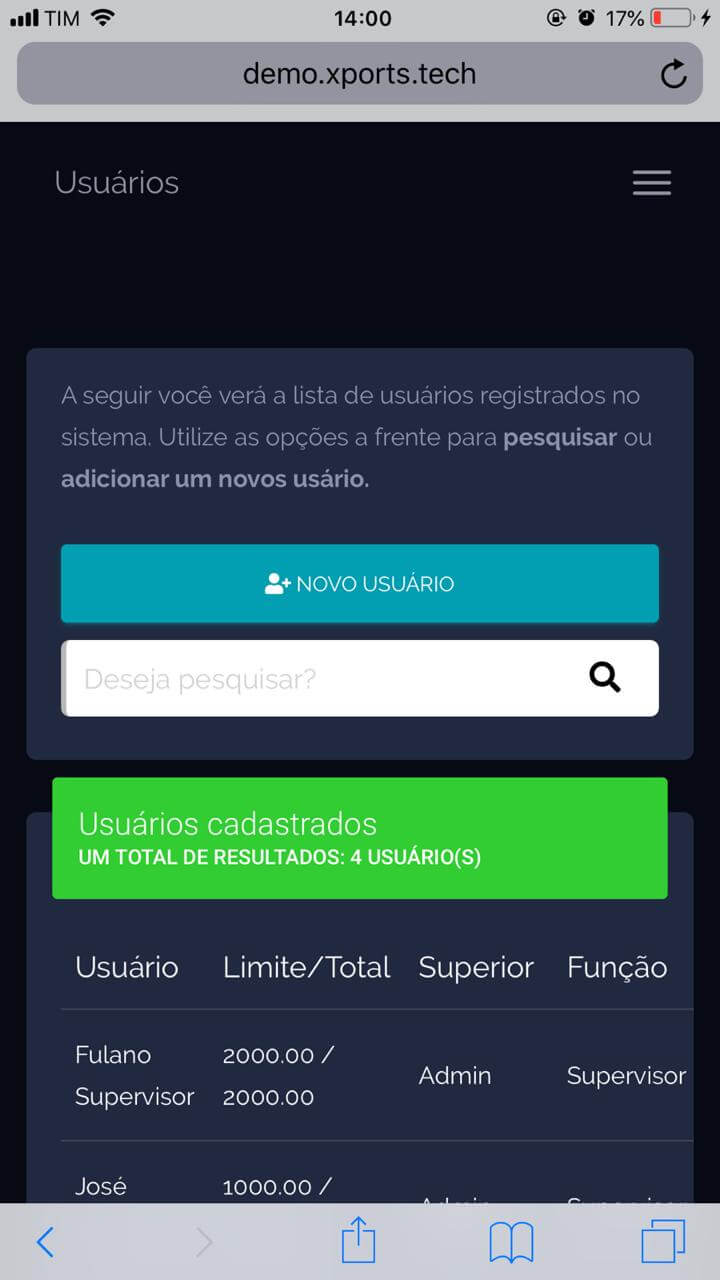 TIM 14:00 17%
demo.xports.tech
Usuários
A seguir você verá a lista de usuários registrados no
sistema. Utilize as opções a frente para pesquisar ou
adicionar um novos usário.
NOVO USUÁRIO
Deseja pesquisar?
Usuários cadastrados
UM TOTAL DE RESULTADOS: 4 USUÁRIO(S)
Usuário Limite/Total Superior Função
Fulano 2000.00 /
Supervisor 2000.00 Admin Supervisor
José 1000.00 /